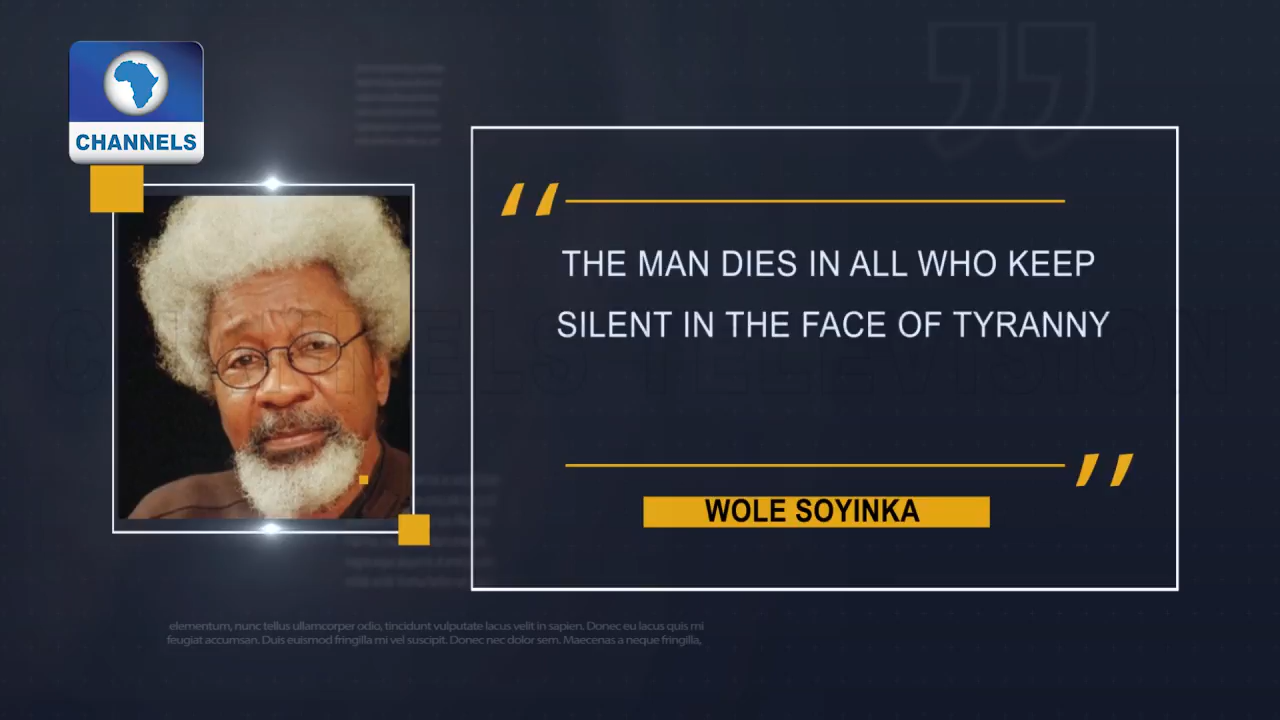 CHANNELS
THE MAN DIES IN ALL WHO KEEP
SILENT IN THE FACE OF TYRANNY
WOLE SOYINKA
elementum, nunc tellus ullamcorper odio, tincidunt vulputate lacus velit in sapien. Donec eu lacus quis mi
feugiat accumsan. Duis euismod fringilla mi vel suscipit. Donec nec dolor sem. Maecenas a neque fringilla,
CHANNELS TELEVISION